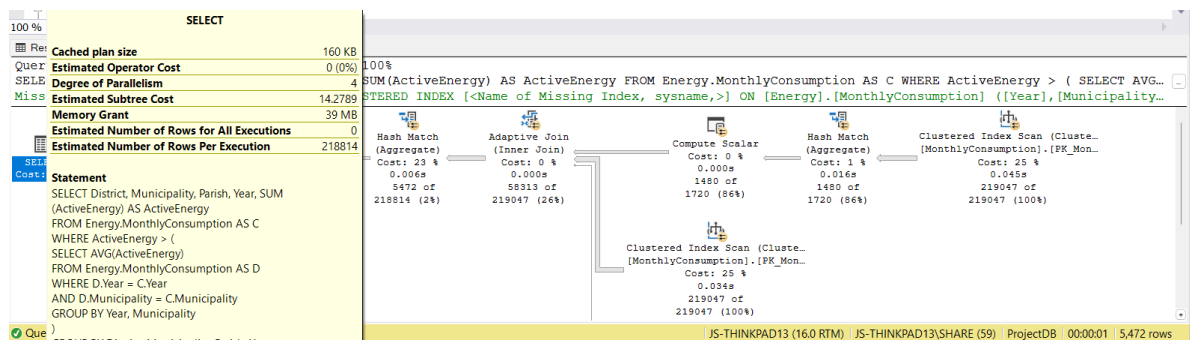 SELECT
100 %
Cached plan size 160 KB
Estimated Operator Cost 0 (0%)
Degree of Parallelism 4
Estimated Subtree Cost 14.2789
Memory Grant 39 MB
Estimated Number of Rows for All Executions 0
Estimated Number of Rows Per Execution 218814
Statement
SELECT District, Municipality, Parish, Year, SUM
(ActiveEnergy) AS ActiveEnergy
FROM Energy.MonthlyConsumption AS C
WHERE ActiveEnergy > (
SELECT AVG(ActiveEnergy)
FROM Energy.MonthlyConsumption AS D
WHERE D.Year = C.Year
AND D.Municipality = C.Municipality
GROUP BY Year, Municipality
)
Res
Quer 100%
SELE SUM(ActiveEnergy) AS ActiveEnergy FROM Energy.MonthlyConsumption AS C WHERE ActiveEnergy > ( SELECT AVG…
Miss STERED INDEX [<Name of Missing Index, sysname,>] ON [Energy].[MonthlyConsumption] ([Year],[Municipality…
SELE
Cost:
Hash Match
(Aggregate)
Cost: 23 %
0.006s
5472 of
218814 (2%)
Adaptive Join
(Inner Join)
Cost: 0 %
0.000s
58313 of
219047 (26%)
Compute Scalar
Cost: 0 %
0.000s
1480 of
1720 (86%)
Hash Match
(Aggregate)
Cost: 1 %
0.016s
1480 of
1720 (86%)
Clustered Index Scan (Cluste…
[MonthlyConsumption].[PK_Mon…
Cost: 25 %
0.045s
219047 of
219047 (100%)
Clustered Index Scan (Cluste…
[MonthlyConsumption].[PK_Mon…
Cost: 25 %
0.034s
219047 of
219047 (100%)
Que
JS-THINKPAD13 (16.0 RTM) JS-THINKPAD13\SHARE (59) ProjectDB 00:00:01 5,472 rows